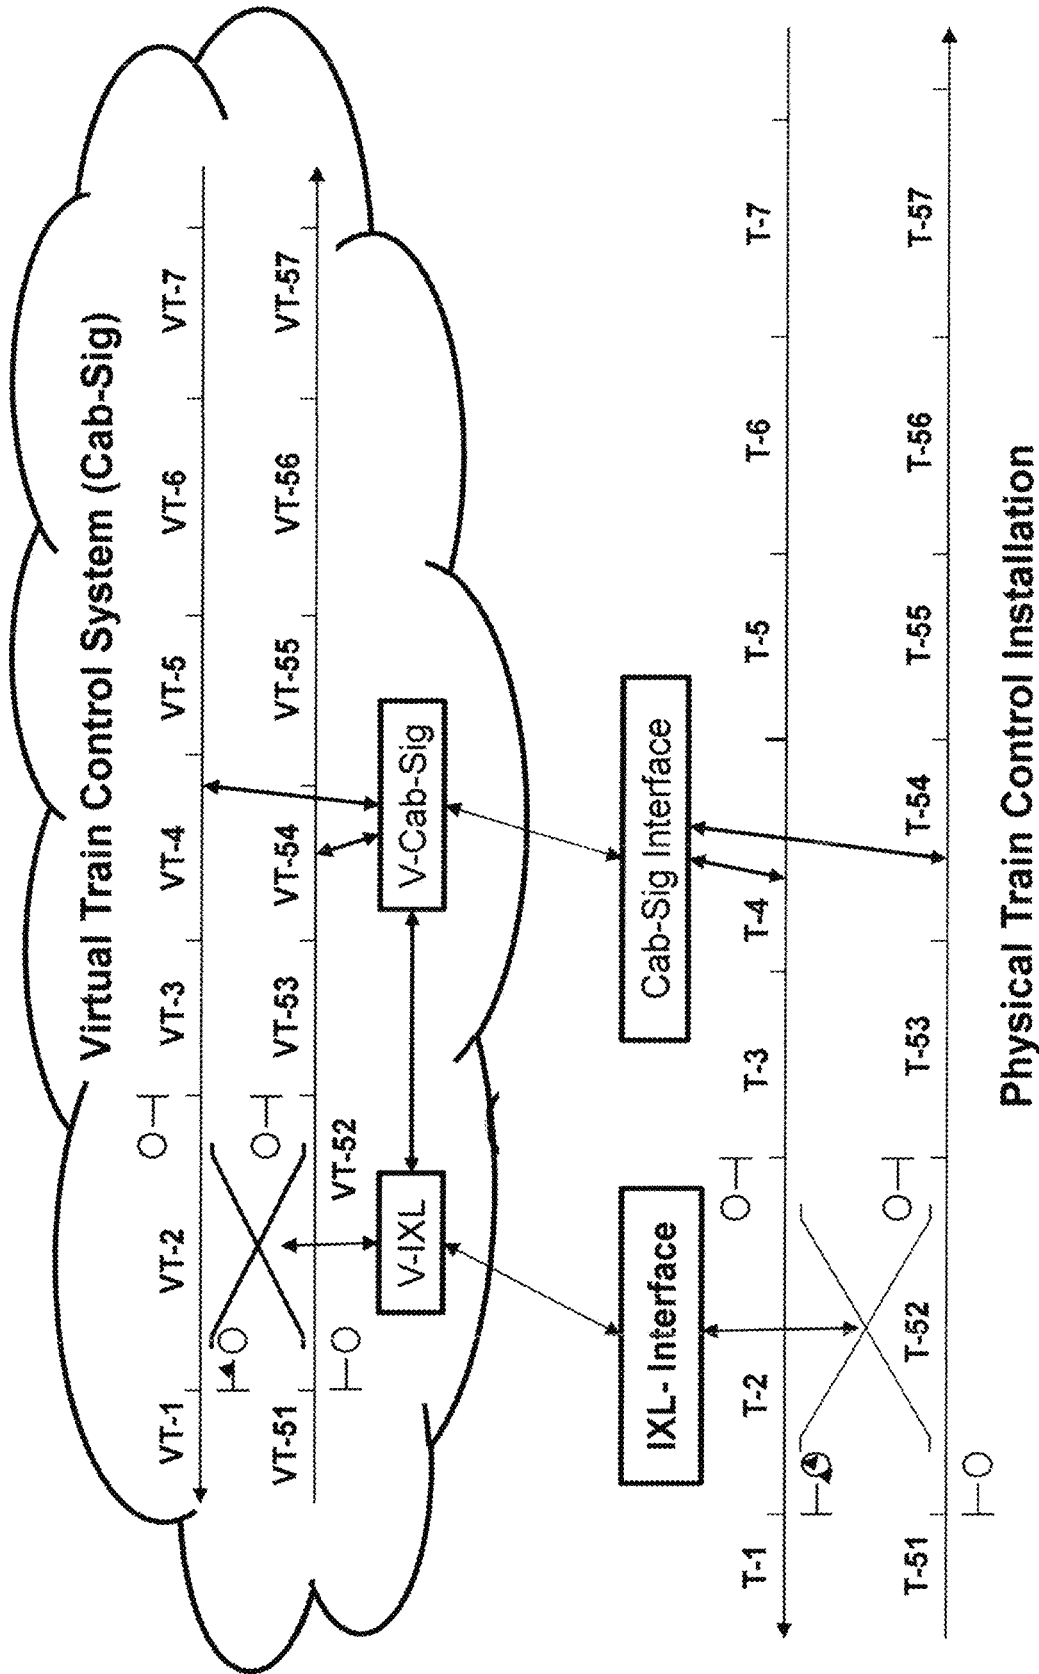 Virtual Train Control System (Cab-Sig)
VT-1
VT-2
VT-3
VT-4
VT-5
VT-6
VT-7
VT-51
VT-52
VT-53
VT-54
VT-55
VT-56
VT-57
V-IXL
V-Cab-Sig
IXL- Interface
Cab-Sig Interface
T-1
T-2
T-3
T-4
T-5
T-6
T-7
T-51
T-52
T-53
T-54
T-55
T-56
T-57
Physical Train Control Installation